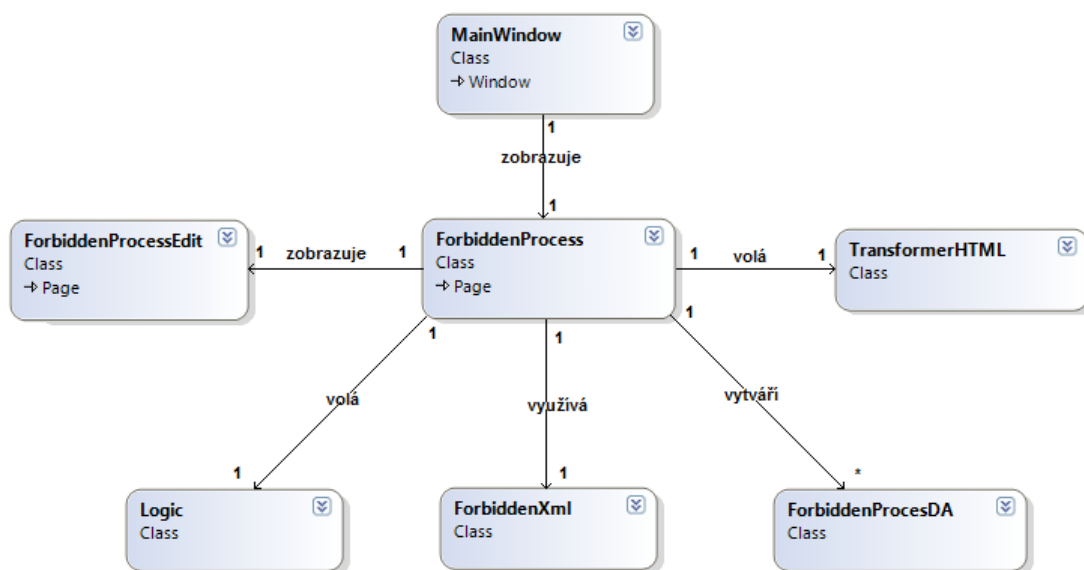 MainWindow
Class
Window
1
zobrazuje
1
ForbiddenProcessEdit
Class
Page
1
zobrazuje
1
ForbiddenProcess
Class
Page
1
volá
1
TransformerHTML
Class
1
1
1
volá
využívá
vytváří
1
1
*
Logic
Class
ForbiddenXml
Class
ForbiddenProcesDA
Class